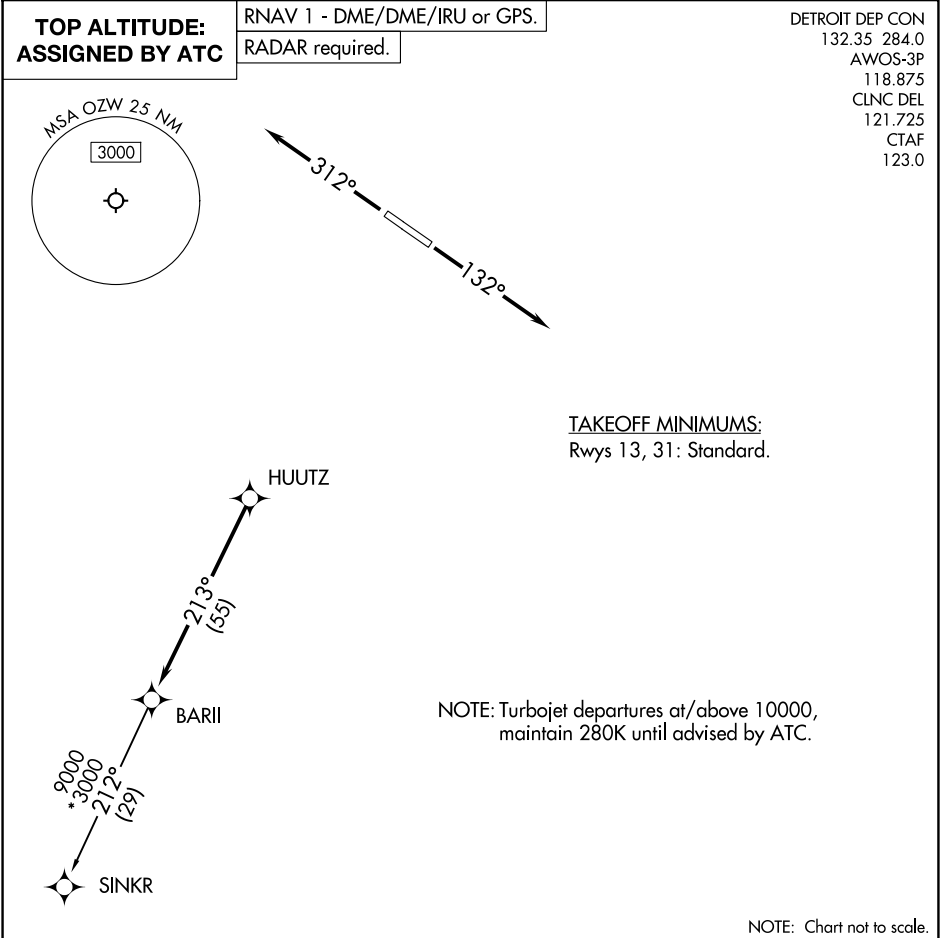 TOP ALTITUDE:
ASSIGNED BY ATC
RNAV 1 - DME/DME/IRU or GPS.
RADAR required.
DETROIT DEP CON
132.35 284.0
AWOS-3P
118.875
CLNC DEL
121.725
CTAF
123.0
MSA OZW 25 NM
3000
312°
132°
TAKEOFF MINIMUMS:
Rwys 13, 31: Standard.
HUUTZ
213°
(55)
BARII
NOTE: Turbojet departures at/above 10000,
maintain 280K until advised by ATC.
9000
*3000
212°
(29)
SINKR
NOTE: Chart not to scale.